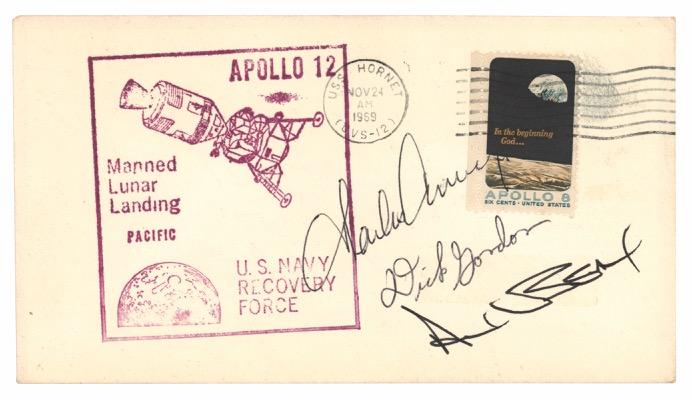 APOLLO 12
Manned
Lunar
Landing
PACIFIC
U.S. NAVY
RECOVERY
FORCE
USS HORNET
NOV 24
AM
1969
(CVS-12)
In the beginning
God...
APOLLO 8
SIX CENTS · UNITED STATES
Dick Gordon